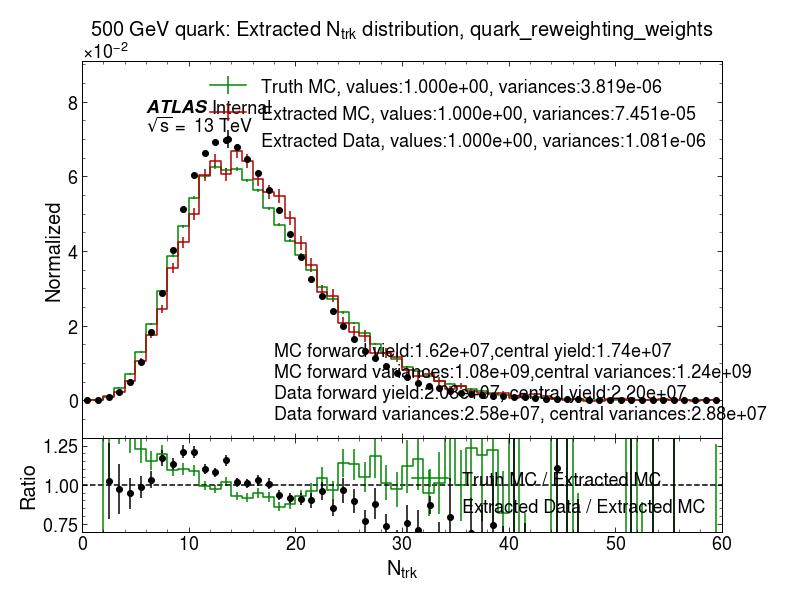 500 GeV quark: Extracted Ntrk distribution, quark_reweighting_weights
×10−2
Truth MC, values:1.000e+00, variances:3.819e-06
ATLAS Internal
Extracted MC, values:1.000e+00, variances:7.451e-05
√s = 13 TeV
Extracted Data, values:1.000e+00, variances:1.081e-06
8
6
4
2
0
Normalized
MC forward yield:1.62e+07,central yield:1.74e+07
MC forward variances:1.08e+09,central variances:1.24e+09
Data forward yield:2.08e+07, central yield:2.20e+07
Data forward variances:2.58e+07, central variances:2.88e+07
1.25
1.00
0.75
Ratio
Truth MC / Extracted MC
Extracted Data / Extracted MC
0 10 20 30 40 50 60
Ntrk